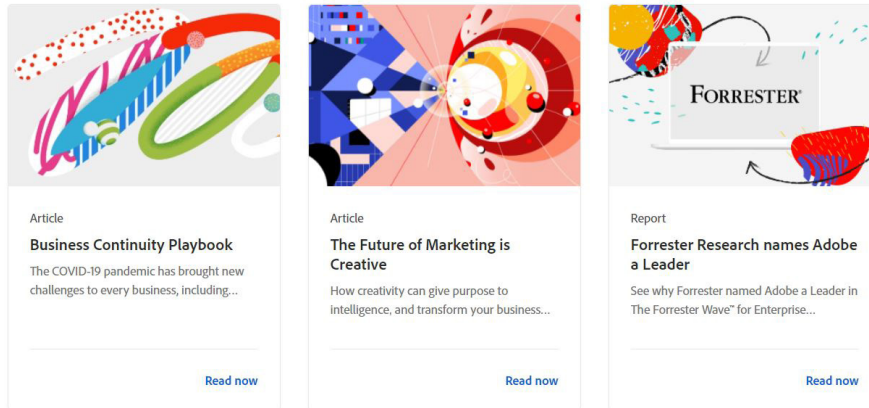 Article
Business Continuity Playbook
The COVID-19 pandemic has brought new
challenges to every business, including...
Read now
Article
The Future of Marketing is
Creative
How creativity can give purpose to
intelligence, and transform your business...
Read now
FORRESTER®
Report
Forrester Research names Adobe
a Leader
See why Forrester named Adobe a Leader in
The Forrester Wave™ for Enterprise...
Read now